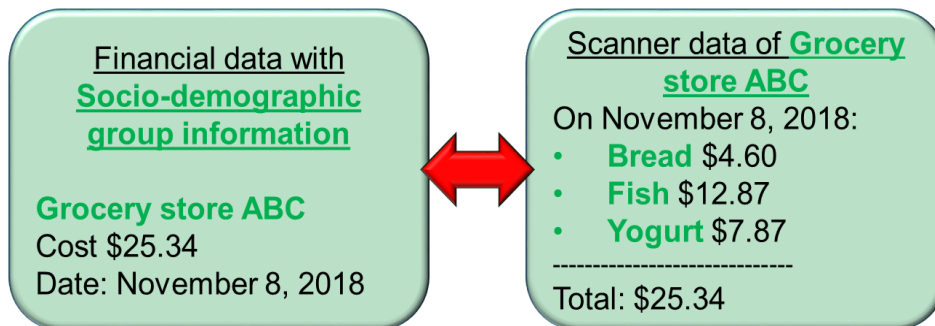 Financial data with
Socio-demographic
group information
Grocery store ABC
Cost $25.34
Date: November 8, 2018
Scanner data of Grocery
store ABC
On November 8, 2018:
• Bread $4.60
• Fish $12.87
• Yogurt $7.87
------------------------------
Total: $25.34